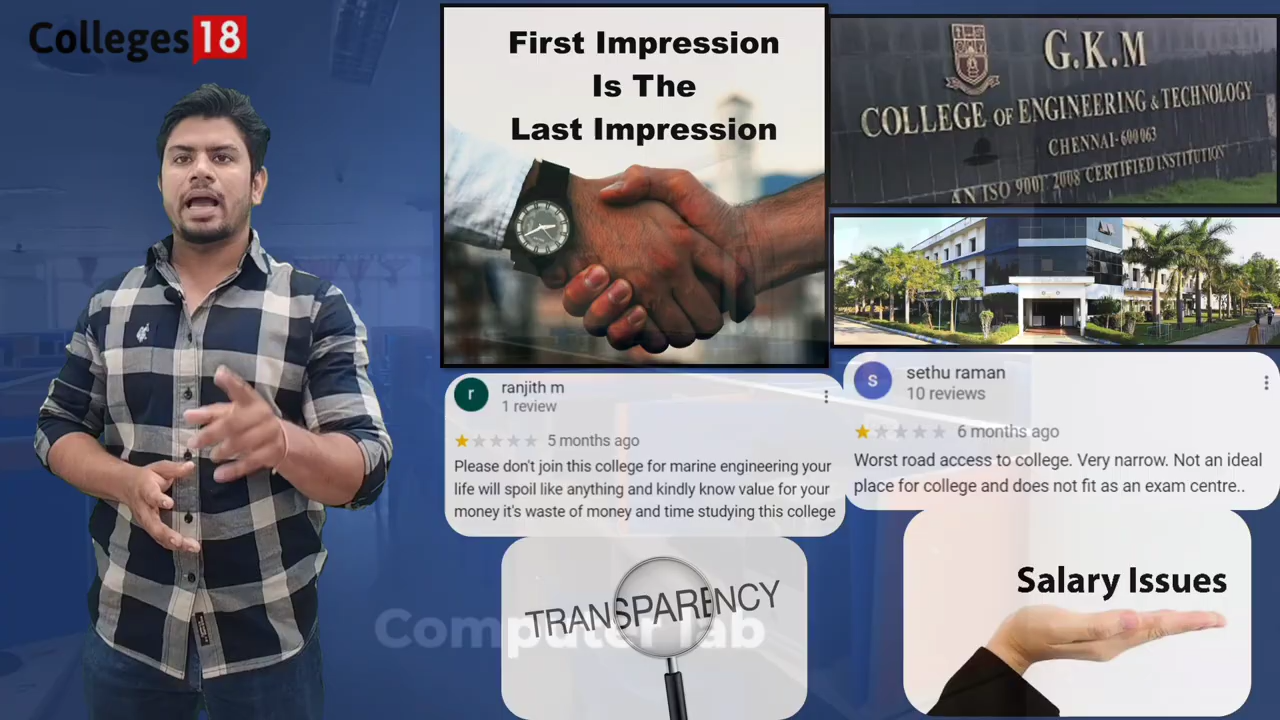 Colleges18
First Impression
Is The
Last Impression
G.K.M
COLLEGE OF ENGINEERING & TECHNOLOGY
CHENNAI-600 063
AN ISO 9001 2008 CERTIFIED INSTITUTION
r
ranjith m
1 review
5 months ago
Please don't join this college for marine engineering your
life will spoil like anything and kindly know value for your
money it's waste of money and time studying this college
S
sethu raman
10 reviews
6 months ago
Worst road access to college. Very narrow. Not an ideal
place for college and does not fit as an exam centre..
TRANSPARENCY
Computer lab
Salary Issues